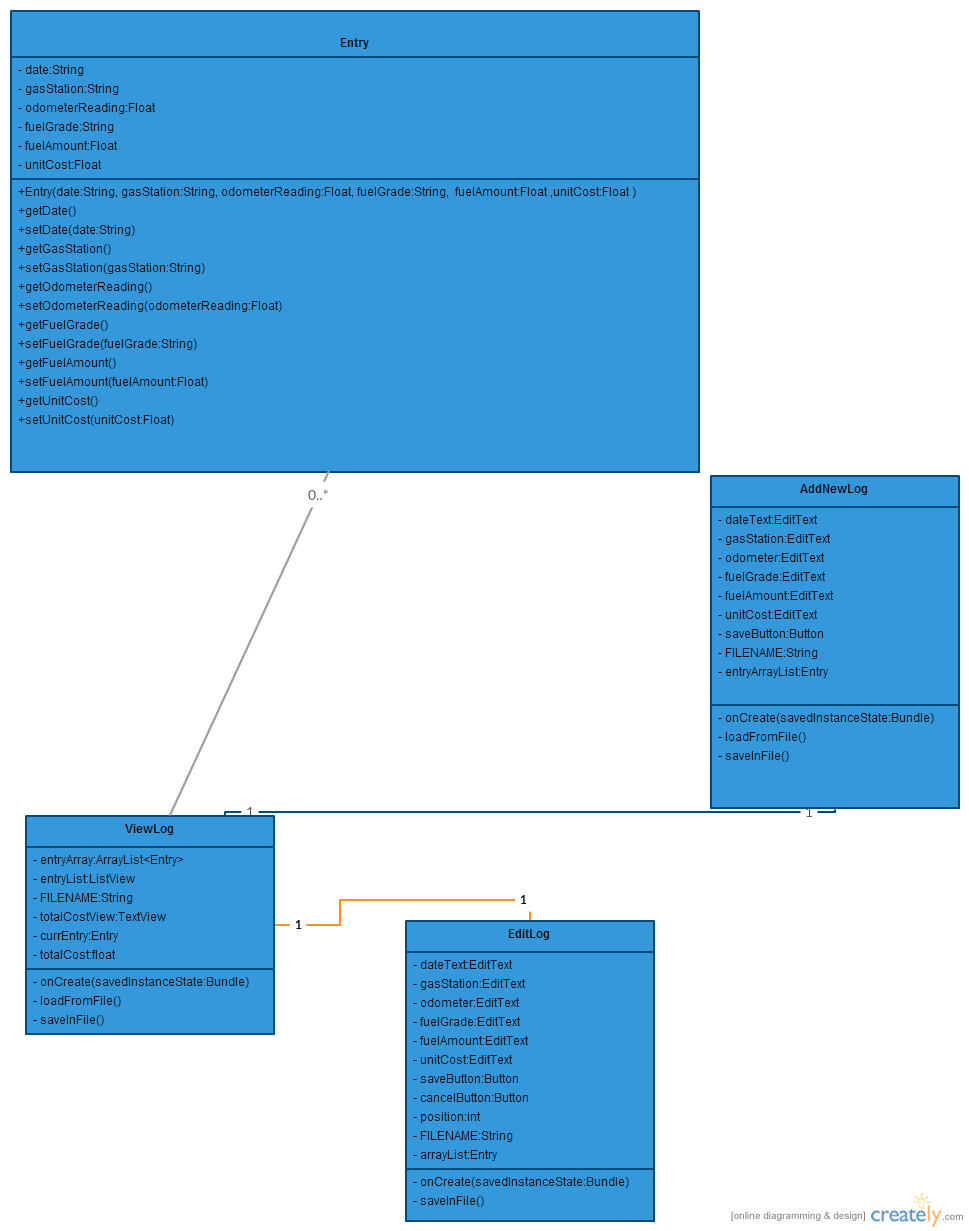 Entry
- date:String
- gasStation:String
- odometerReading:Float
- fuelGrade:String
- fuelAmount:Float
- unitCost:Float
+Entry(date:String, gasStation:String, odometerReading:Float, fuelGrade:String,  fuelAmount:Float ,unitCost:Float )
+getDate()
+setDate(date:String)
+getGasStation()
+setGasStation(gasStation:String)
+getOdometerReading()
+setOdometerReading(odometerReading:Float)
+getFuelGrade()
+setFuelGrade(fuelGrade:String)
+getFuelAmount()
+setFuelAmount(fuelAmount:Float)
+getUnitCost()
+setUnitCost(unitCost:Float)
0..*
AddNewLog
- dateText:EditText
- gasStation:EditText
- odometer:EditText
- fuelGrade:EditText
- fuelAmount:EditText
- unitCost:EditText
- saveButton:Button
- FILENAME:String
- entryArrayList:Entry
- onCreate(savedInstanceState:Bundle)
- loadFromFile()
- saveInFile()
1
1
ViewLog
- entryArray:ArrayList<Entry>
- entryList:ListView
- FILENAME:String
- totalCostView:TextView
- currEntry:Entry
- totalCost:float
- onCreate(savedInstanceState:Bundle)
- loadFromFile()
- saveInFile()
1
1
EditLog
- dateText:EditText
- gasStation:EditText
- odometer:EditText
- fuelGrade:EditText
- fuelAmount:EditText
- unitCost:EditText
- saveButton:Button
- cancelButton:Button
- position:int
- FILENAME:String
- arrayList:Entry
- onCreate(savedInstanceState:Bundle)
- saveInFile()
[online diagramming & design] creately.com